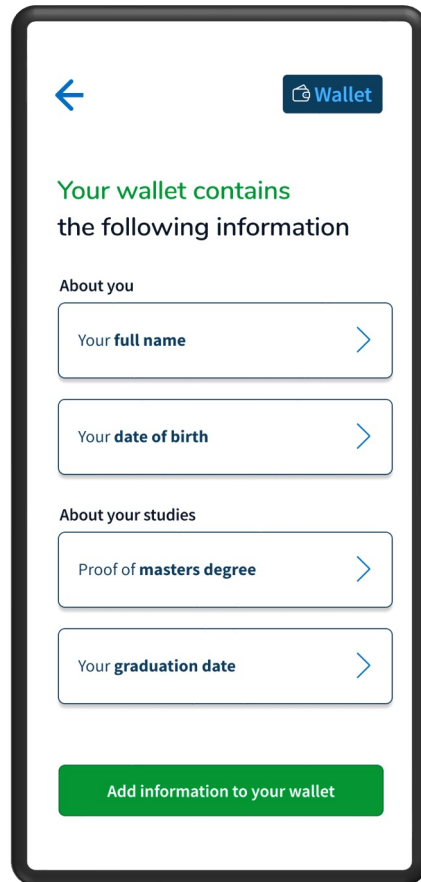 Wallet
Your wallet contains
the following information
About you
Your full name
Your date of birth
About your studies
Proof of masters degree
Your graduation date
Add information to your wallet